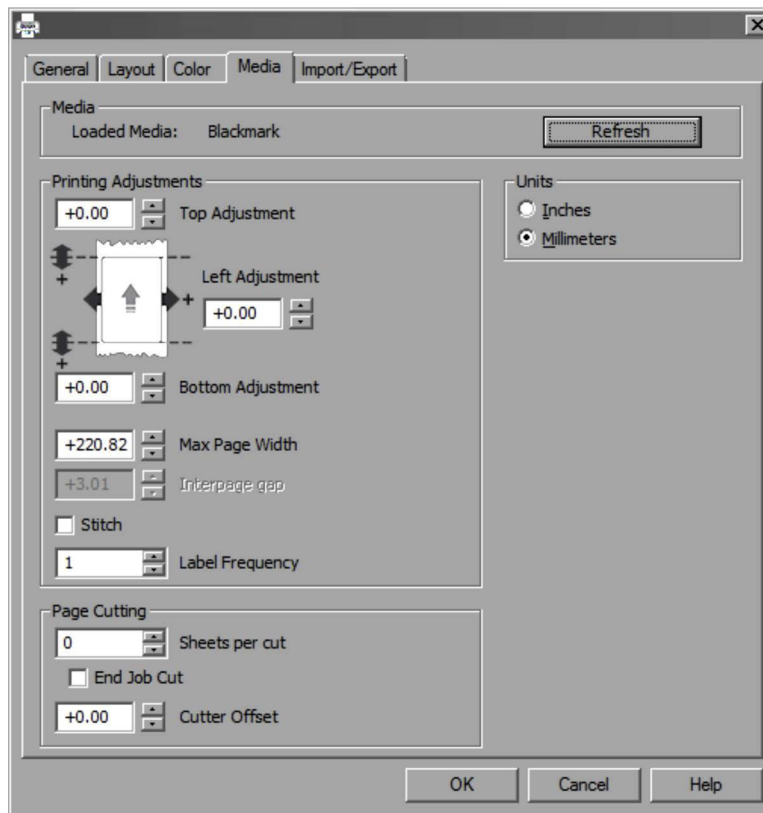 General Layout Color Media Import/Export
Media
Loaded Media: Blackmark Refresh
Printing Adjustments
+0.00 Top Adjustment
+
Left Adjustment
+
+0.00
+
+0.00 Bottom Adjustment
+220.82 Max Page Width
+3.01 Interpage gap
Stitch
1 Label Frequency
Units
Inches
Millimeters
Page Cutting
0 Sheets per cut
End Job Cut
+0.00 Cutter Offset
OK Cancel Help